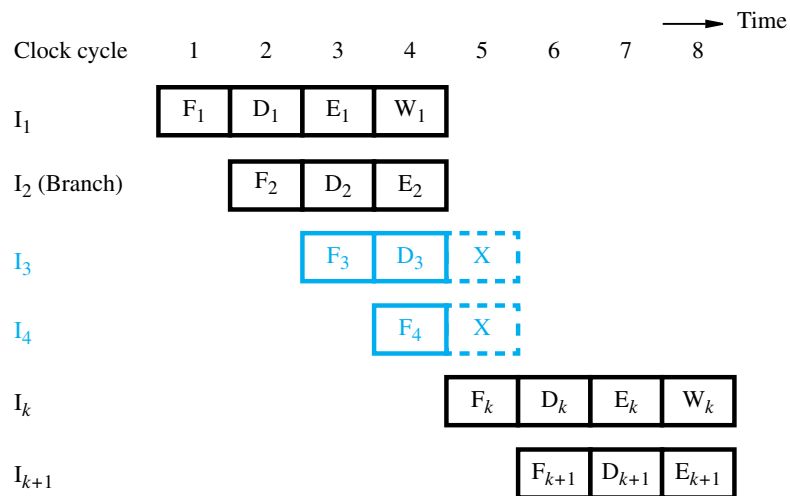 Time
Clock cycle 1 2 3 4 5 6 7 8
I₁ F₁ D₁ E₁ W₁
I₂ (Branch) F₂ D₂ E₂
I₃ F₃ D₃ X
I₄ F₄ X
Iₖ Fₖ Dₖ Eₖ Wₖ
Iₖ₊₁ Fₖ₊₁ Dₖ₊₁ Eₖ₊₁